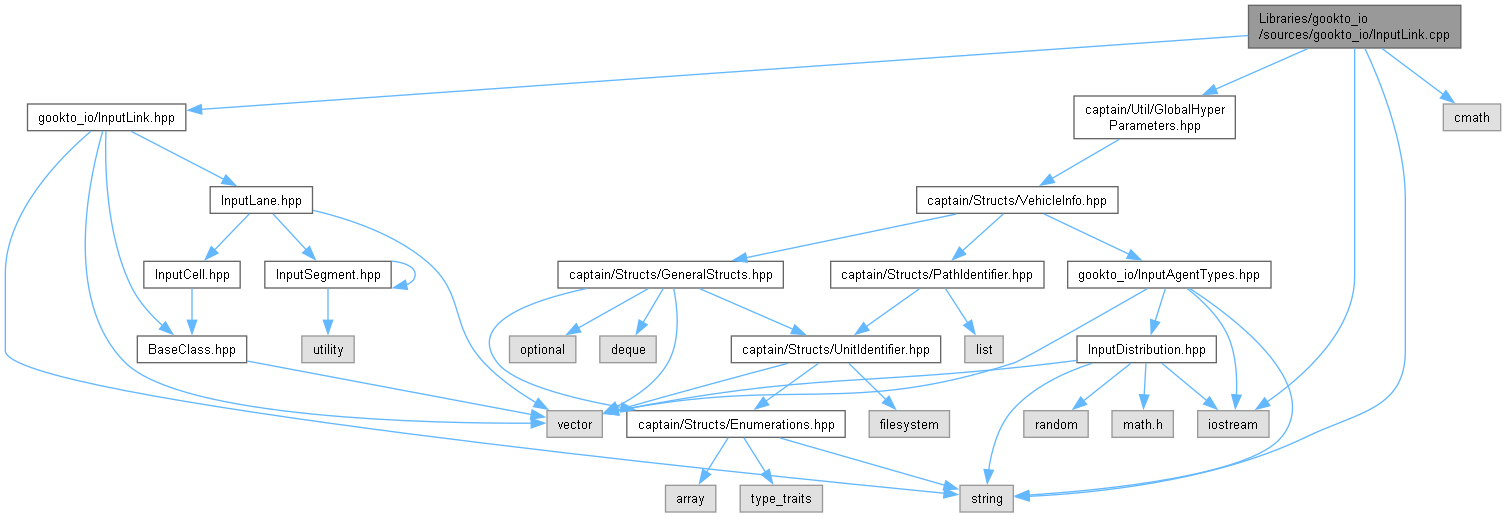 Libraries/gookto_io
/sources/gookto_io/InputLink.cpp
gookto_io/InputLink.hpp
captain/Util/GlobalHyper
Parameters.hpp
cmath
InputLane.hpp
captain/Structs/VehicleInfo.hpp
InputCell.hpp
InputSegment.hpp
captain/Structs/GeneralStructs.hpp
captain/Structs/PathIdentifier.hpp
gookto_io/InputAgentTypes.hpp
BaseClass.hpp
utility
optional
deque
captain/Structs/UnitIdentifier.hpp
list
InputDistribution.hpp
vector
captain/Structs/Enumerations.hpp
filesystem
random
math.h
iostream
array
type_traits
string